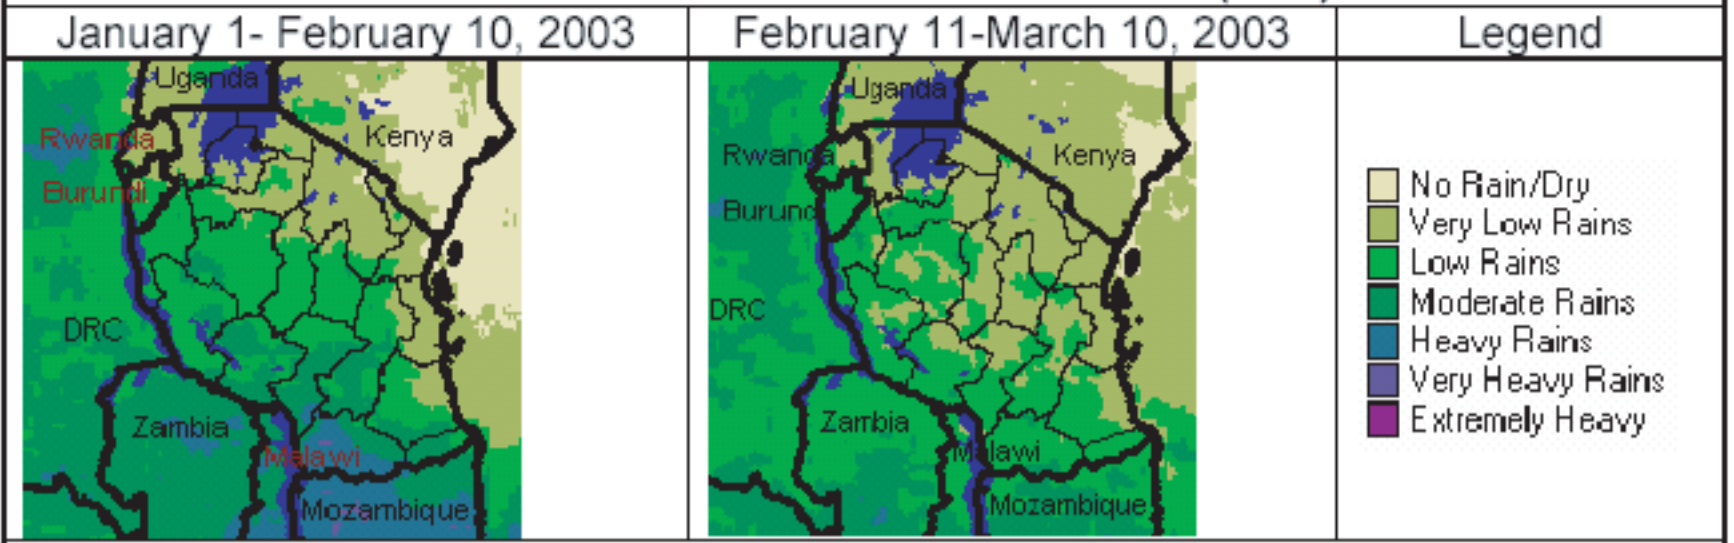 January 1- February 10, 2003
February 11-March 10, 2003
Legend
Uganda
Rwanda
Kenya
Burundi
DRC
Zambia
Malawi
Mozambique
Uganda
Rwanda
Kenya
Burund
DRC
Zambia
Malawi
Mozambique
No Rain/Dry
Very Low Rains
Low Rains
Moderate Rains
Heavy Rains
Very Heavy Rains
Extremely Heavy